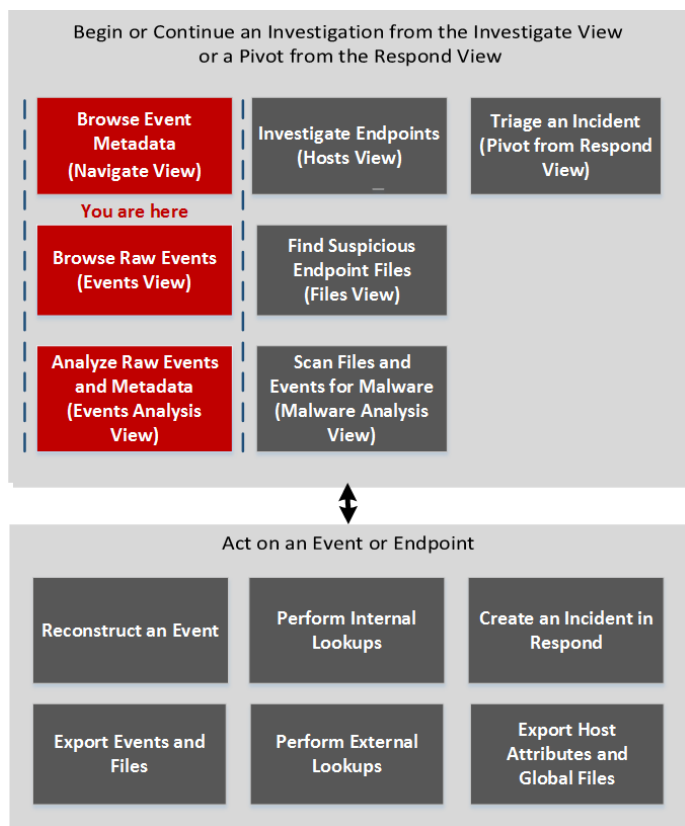 Begin or Continue an Investigation from the Investigate View
or a Pivot from the Respond View
Browse Event
Metadata
(Navigate View)
Investigate Endpoints
(Hosts View)
Triage an Incident
(Pivot from Respond
View)
You are here
Browse Raw Events
(Events View)
Find Suspicious
Endpoint Files
(Files View)
Analyze Raw Events
and Metadata
(Events Analysis
View)
Scan Files and
Events for Malware
(Malware Analysis
View)
Act on an Event or Endpoint
Reconstruct an Event
Perform Internal
Lookups
Create an Incident in
Respond
Export Events and
Files
Perform External
Lookups
Export Host
Attributes and
Global Files